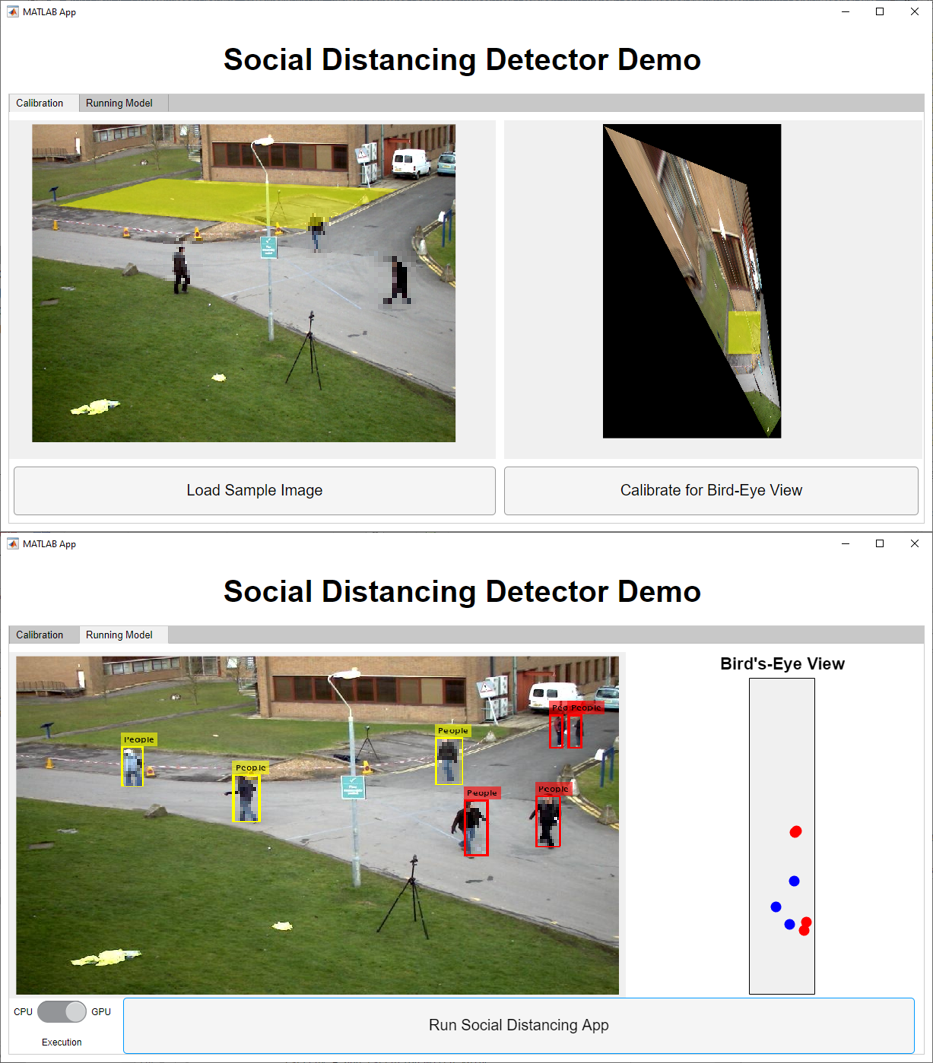 MATLAB App
Social Distancing Detector Demo
Calibration Running Model
Load Sample Image Calibrate for Bird-Eye View
MATLAB App
Social Distancing Detector Demo
Calibration Running Model
Bird's-Eye View
People
People
People
People
People
People
CPU GPU
Execution
Run Social Distancing App